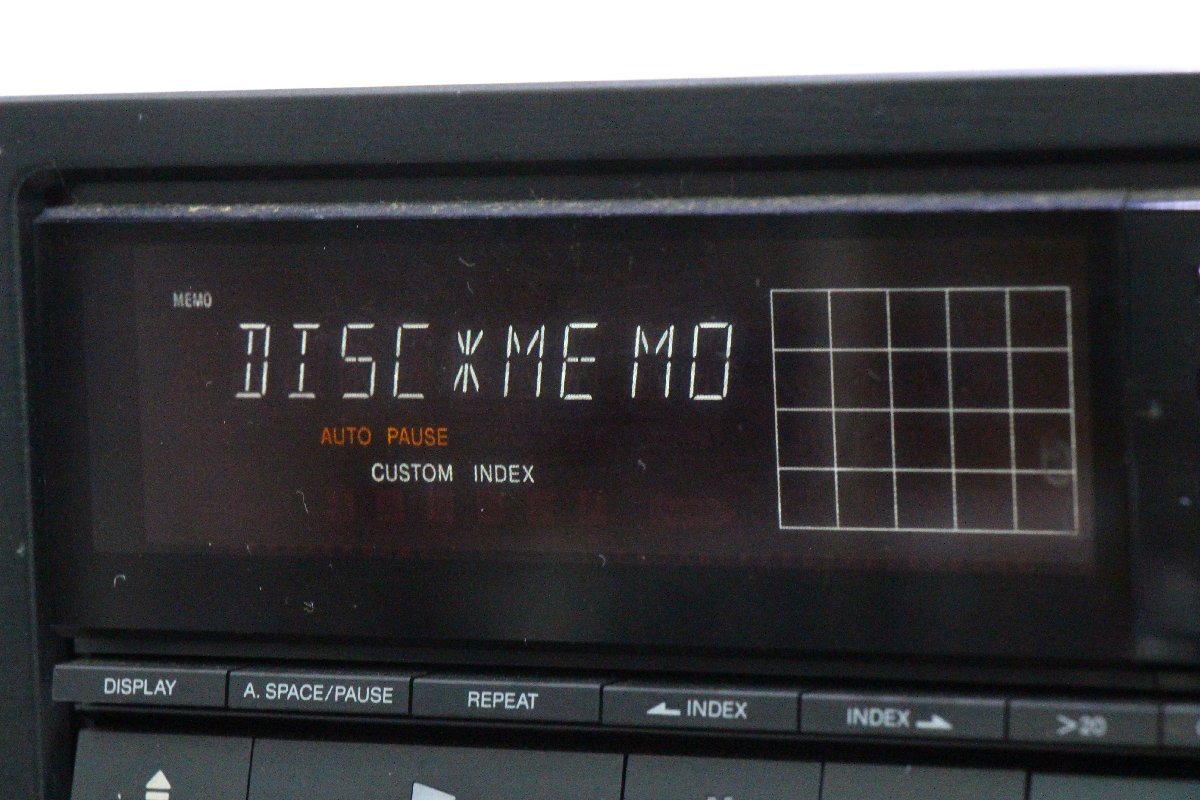 MEMO
DISC*MEMO
AUTO PAUSE
CUSTOM INDEX
DISPLAY A. SPACE/PAUSE REPEAT INDEX INDEX >20